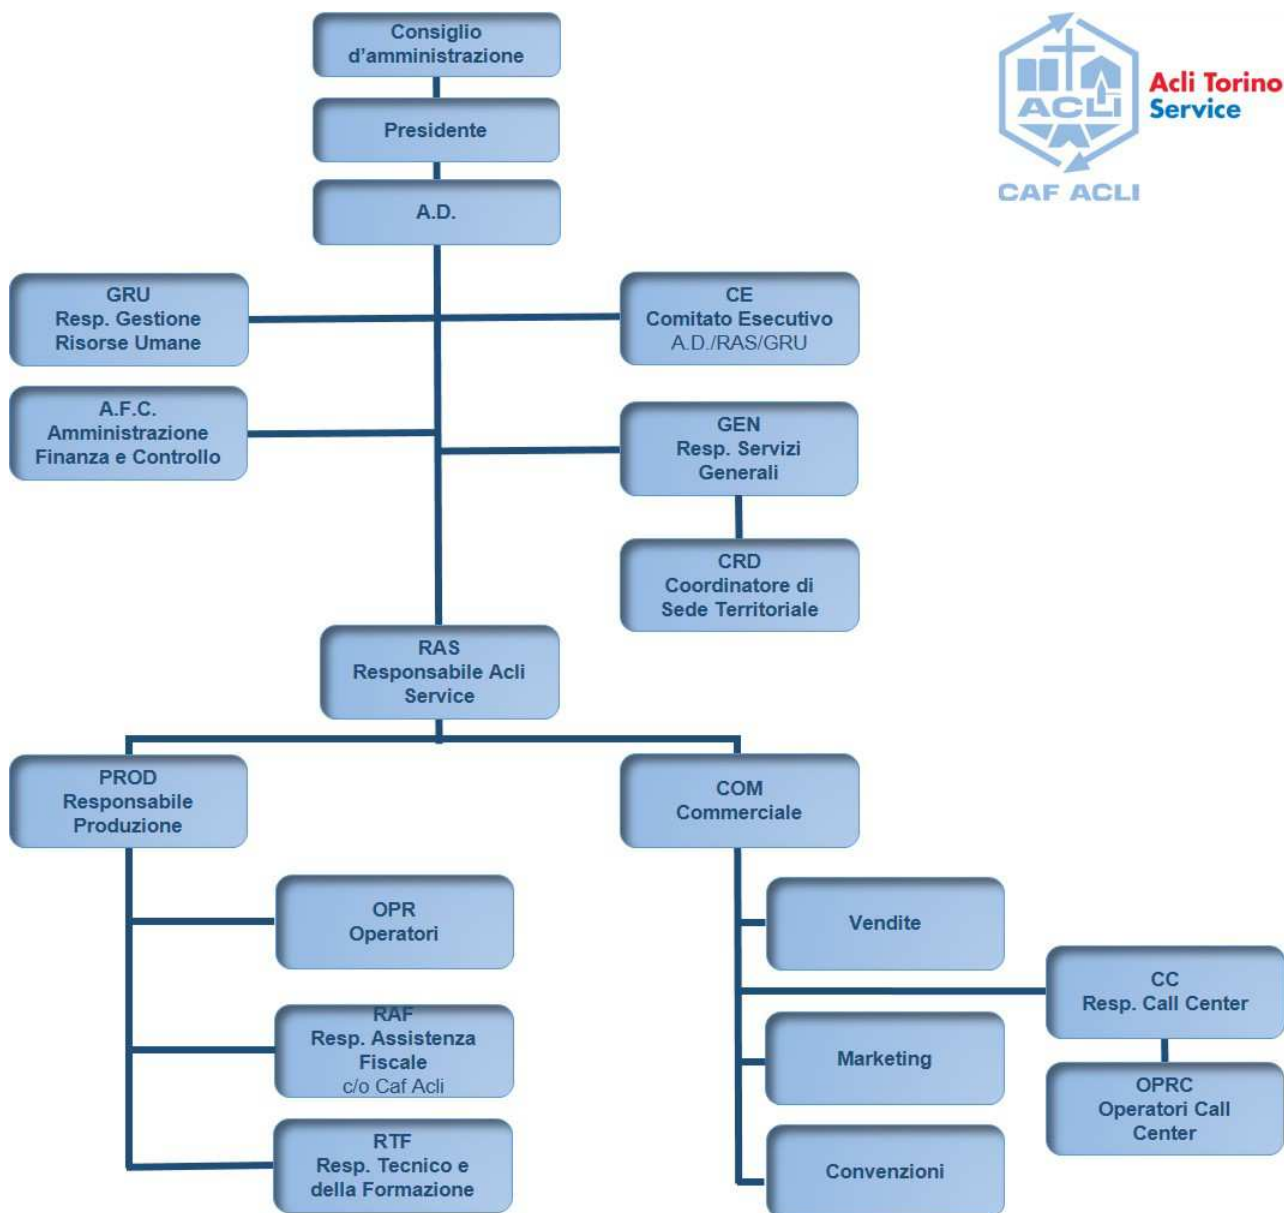 Consiglio
d'amministrazione
Presidente
A.D.
ACLI
CAF ACLI
Acli Torino
Service
GRU
Resp. Gestione
Risorse Umane
CE
Comitato Esecutivo
A.D./RAS/GRU
A.F.C.
Amministrazione
Finanza e Controllo
GEN
Resp. Servizi
Generali
CRD
Coordinatore di
Sede Territoriale
RAS
Responsabile Acli
Service
PROD
Responsabile
Produzione
COM
Commerciale
OPR
Operatori
RAF
Resp. Assistenza
Fiscale
c/o Caf Acli
RTF
Resp. Tecnico e
della Formazione
Vendite
CC
Resp. Call Center
Marketing
OPRC
Operatori Call
Center
Convenzioni